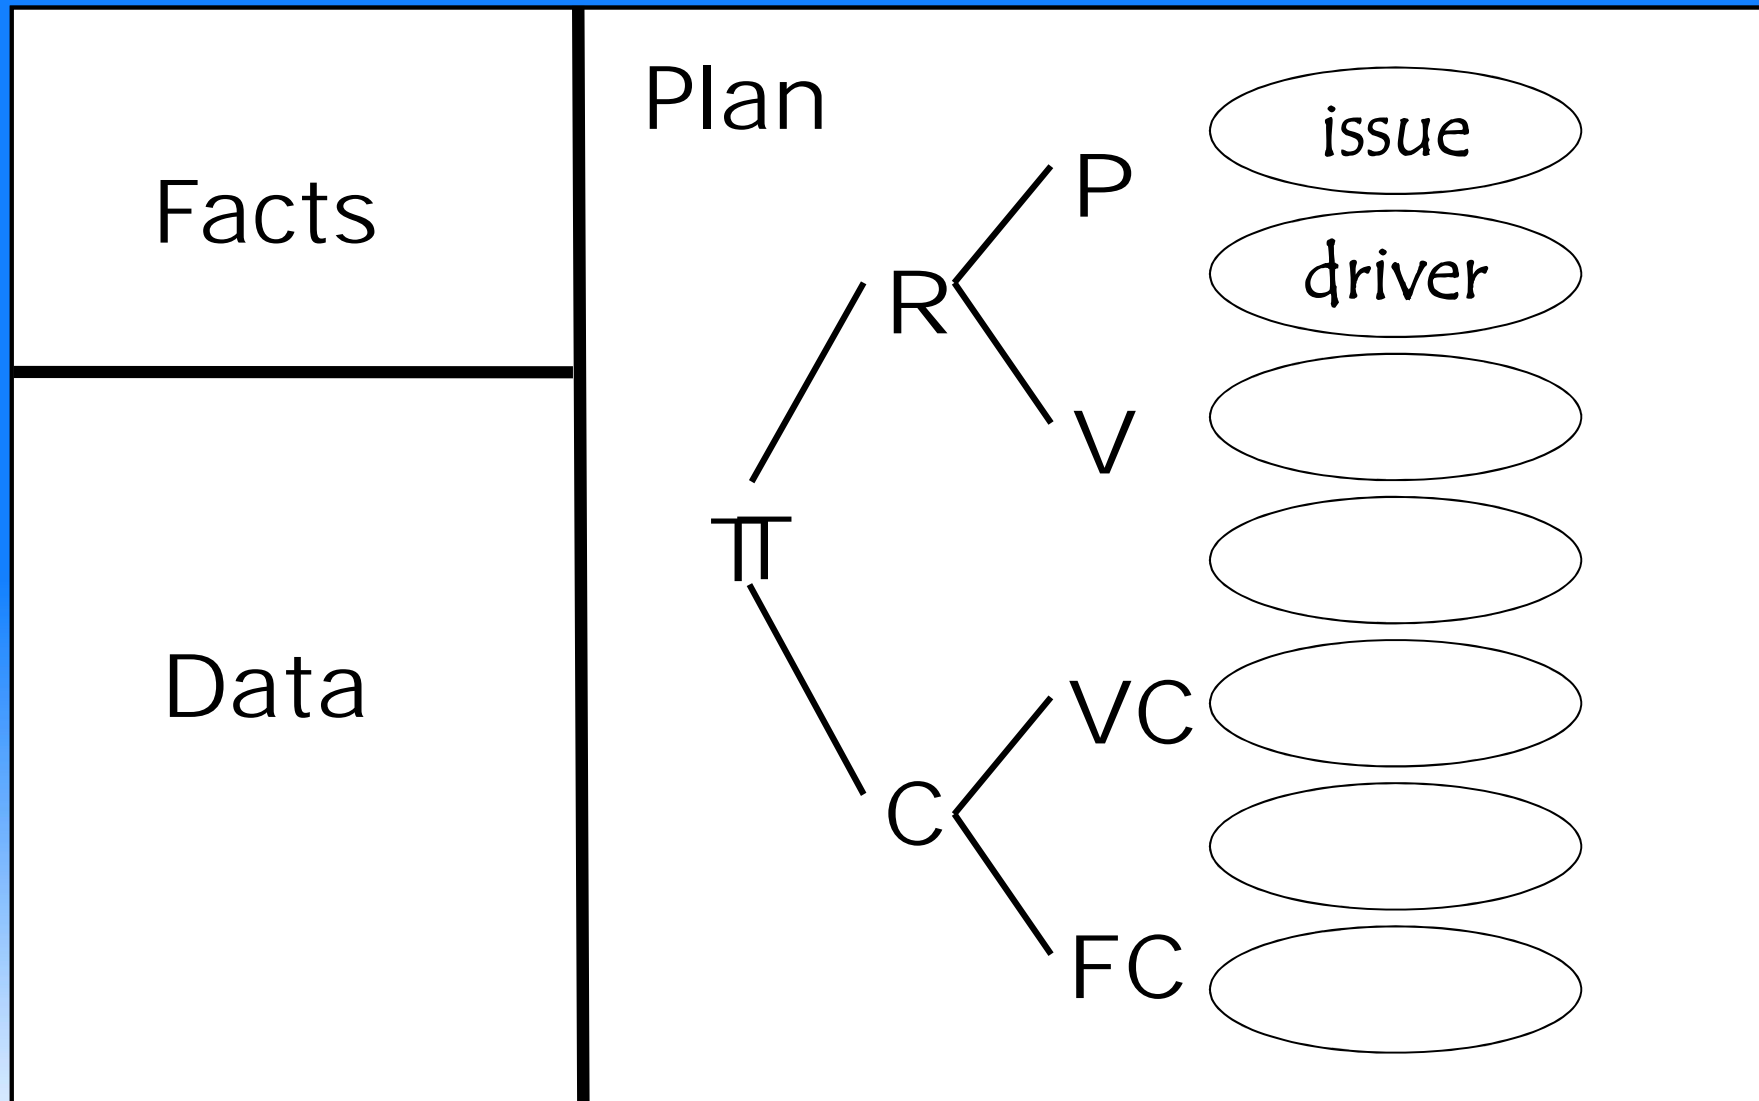 Facts
Data
Plan
P
R
V
π
VC
C
FC
issue
driver